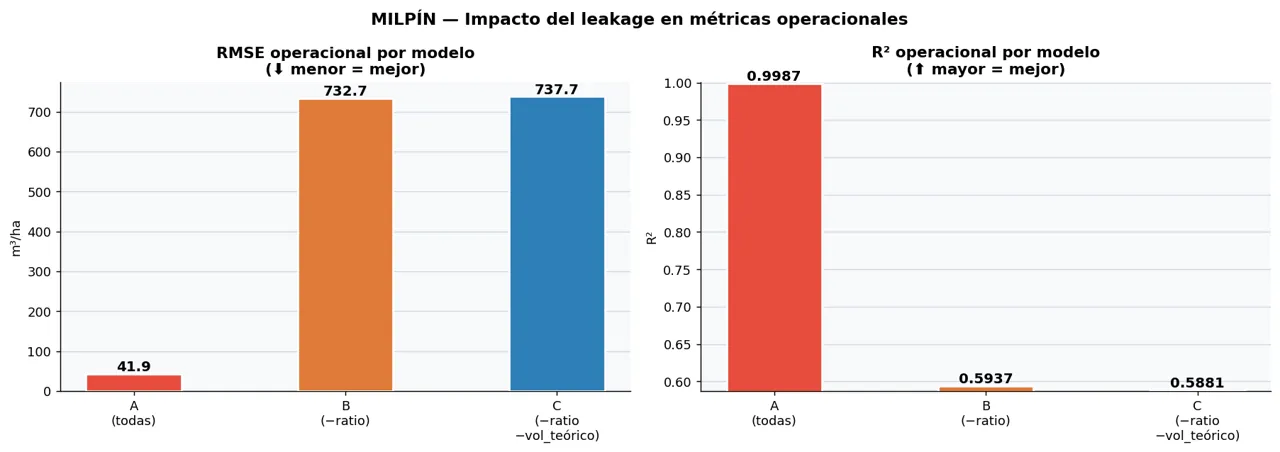 MILPÍN — Impacto del leakage en métricas operacionales
RMSE operacional por modelo
(⬇ menor = mejor)
m³/ha
700
600
500
400
300
200
100
0
41.9
732.7
737.7
A
(todas)
B
(−ratio)
C
(−ratio
−vol_teórico)
R² operacional por modelo
(⬆ mayor = mejor)
R²
1.00
0.95
0.90
0.85
0.80
0.75
0.70
0.65
0.60
0.9987
0.5937
0.5881
A
(todas)
B
(−ratio)
C
(−ratio
−vol_teórico)